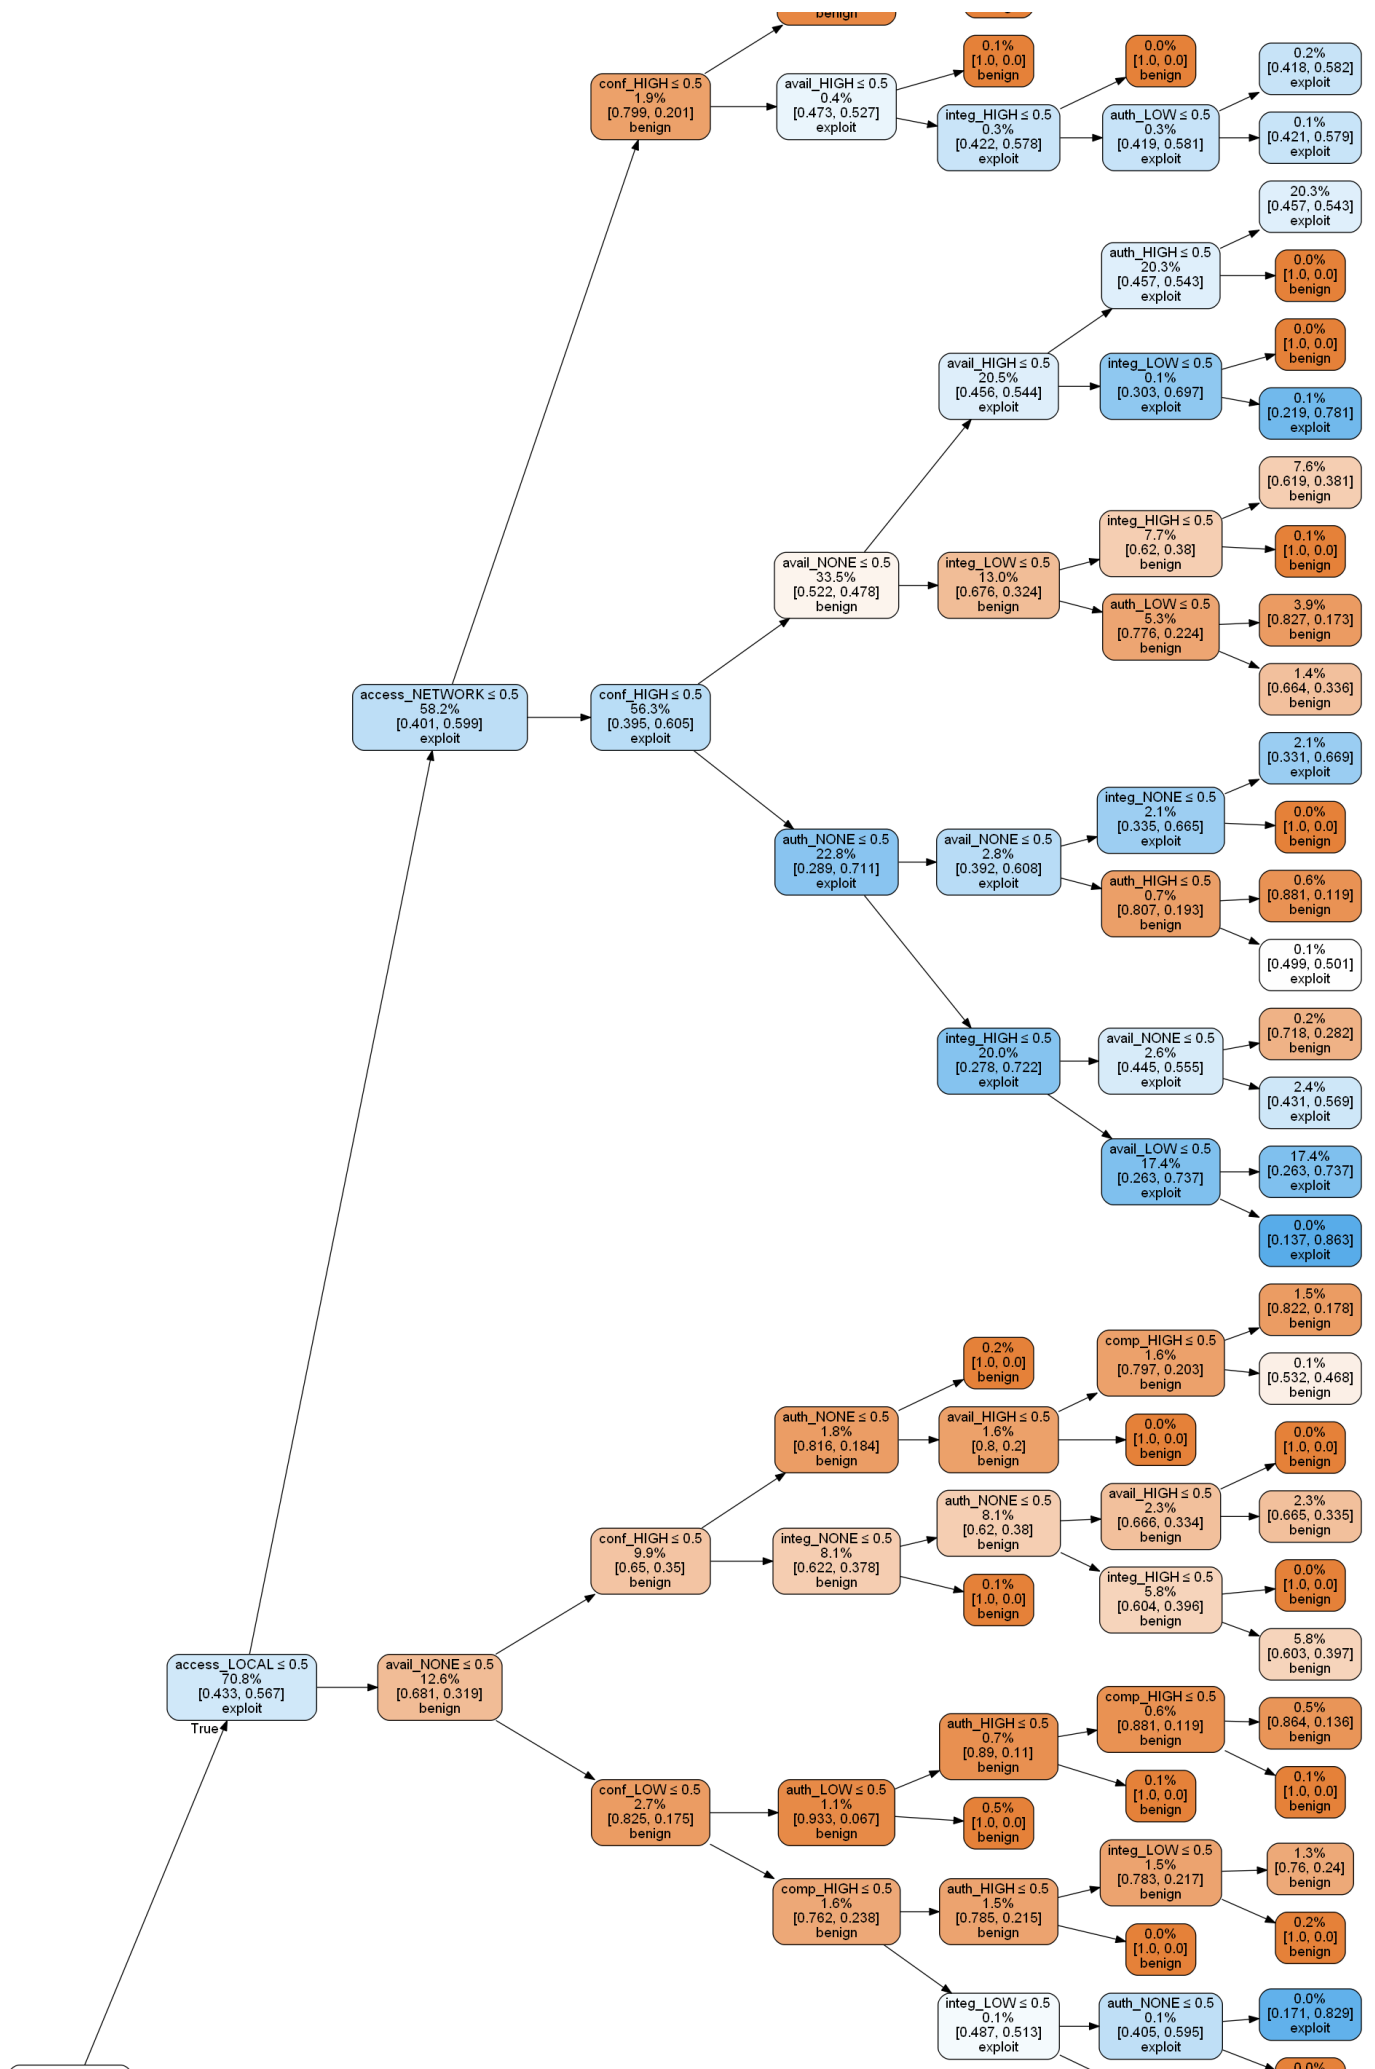 benign
conf_HIGH ≤ 0.5
1.9%
[0.799, 0.201]
benign
avail_HIGH ≤ 0.5
0.4%
[0.473, 0.527]
exploit
0.1%
[1.0, 0.0]
benign
integ_HIGH ≤ 0.5
0.3%
[0.422, 0.578]
exploit
0.0%
[1.0, 0.0]
benign
auth_LOW ≤ 0.5
0.3%
[0.419, 0.581]
exploit
0.2%
[0.418, 0.582]
exploit
0.1%
[0.421, 0.579]
exploit
20.3%
[0.457, 0.543]
exploit
auth_HIGH ≤ 0.5
20.3%
[0.457, 0.543]
exploit
0.0%
[1.0, 0.0]
benign
avail_HIGH ≤ 0.5
20.5%
[0.456, 0.544]
exploit
integ_LOW ≤ 0.5
0.1%
[0.303, 0.697]
exploit
0.0%
[1.0, 0.0]
benign
0.1%
[0.219, 0.781]
exploit
avail_NONE ≤ 0.5
33.5%
[0.522, 0.478]
benign
integ_LOW ≤ 0.5
13.0%
[0.676, 0.324]
benign
integ_HIGH ≤ 0.5
7.7%
[0.62, 0.38]
benign
7.6%
[0.619, 0.381]
benign
0.1%
[1.0, 0.0]
benign
auth_LOW ≤ 0.5
5.3%
[0.776, 0.224]
benign
3.9%
[0.827, 0.173]
benign
1.4%
[0.664, 0.336]
benign
access_NETWORK ≤ 0.5
58.2%
[0.401, 0.599]
exploit
conf_HIGH ≤ 0.5
56.3%
[0.395, 0.605]
exploit
auth_NONE ≤ 0.5
22.8%
[0.289, 0.711]
exploit
avail_NONE ≤ 0.5
2.8%
[0.392, 0.608]
exploit
integ_NONE ≤ 0.5
2.1%
[0.335, 0.665]
exploit
2.1%
[0.331, 0.669]
exploit
0.0%
[1.0, 0.0]
benign
auth_HIGH ≤ 0.5
0.7%
[0.807, 0.193]
benign
0.6%
[0.881, 0.119]
benign
0.1%
[0.499, 0.501]
exploit
integ_HIGH ≤ 0.5
20.0%
[0.278, 0.722]
exploit
avail_NONE ≤ 0.5
2.6%
[0.445, 0.555]
exploit
0.2%
[0.718, 0.282]
benign
2.4%
[0.431, 0.569]
exploit
avail_LOW ≤ 0.5
17.4%
[0.263, 0.737]
exploit
17.4%
[0.263, 0.737]
exploit
0.0%
[0.137, 0.863]
exploit
access_LOCAL ≤ 0.5
70.8%
[0.433, 0.567]
exploit
True
avail_NONE ≤ 0.5
12.6%
[0.681, 0.319]
benign
conf_HIGH ≤ 0.5
9.9%
[0.65, 0.35]
benign
auth_NONE ≤ 0.5
1.8%
[0.816, 0.184]
benign
0.2%
[1.0, 0.0]
benign
avail_HIGH ≤ 0.5
1.6%
[0.8, 0.2]
benign
comp_HIGH ≤ 0.5
1.6%
[0.797, 0.203]
benign
1.5%
[0.822, 0.178]
benign
0.1%
[0.532, 0.468]
benign
0.0%
[1.0, 0.0]
benign
integ_NONE ≤ 0.5
8.1%
[0.622, 0.378]
benign
auth_NONE ≤ 0.5
8.1%
[0.62, 0.38]
benign
avail_HIGH ≤ 0.5
2.3%
[0.666, 0.334]
benign
0.0%
[1.0, 0.0]
benign
2.3%
[0.665, 0.335]
benign
integ_HIGH ≤ 0.5
5.8%
[0.604, 0.396]
benign
0.0%
[1.0, 0.0]
benign
5.8%
[0.603, 0.397]
benign
0.1%
[1.0, 0.0]
benign
conf_LOW ≤ 0.5
2.7%
[0.825, 0.175]
benign
auth_LOW ≤ 0.5
1.1%
[0.933, 0.067]
benign
auth_HIGH ≤ 0.5
0.7%
[0.89, 0.11]
benign
comp_HIGH ≤ 0.5
0.6%
[0.881, 0.119]
benign
0.5%
[0.864, 0.136]
benign
0.1%
[1.0, 0.0]
benign
0.1%
[1.0, 0.0]
benign
0.5%
[1.0, 0.0]
benign
comp_HIGH ≤ 0.5
1.6%
[0.762, 0.238]
benign
auth_HIGH ≤ 0.5
1.5%
[0.785, 0.215]
benign
integ_LOW ≤ 0.5
1.5%
[0.783, 0.217]
benign
1.3%
[0.76, 0.24]
benign
0.2%
[1.0, 0.0]
benign
0.0%
[1.0, 0.0]
benign
integ_LOW ≤ 0.5
0.1%
[0.487, 0.513]
exploit
auth_NONE ≤ 0.5
0.1%
[0.405, 0.595]
exploit
0.0%
[0.171, 0.829]
exploit
0.0%